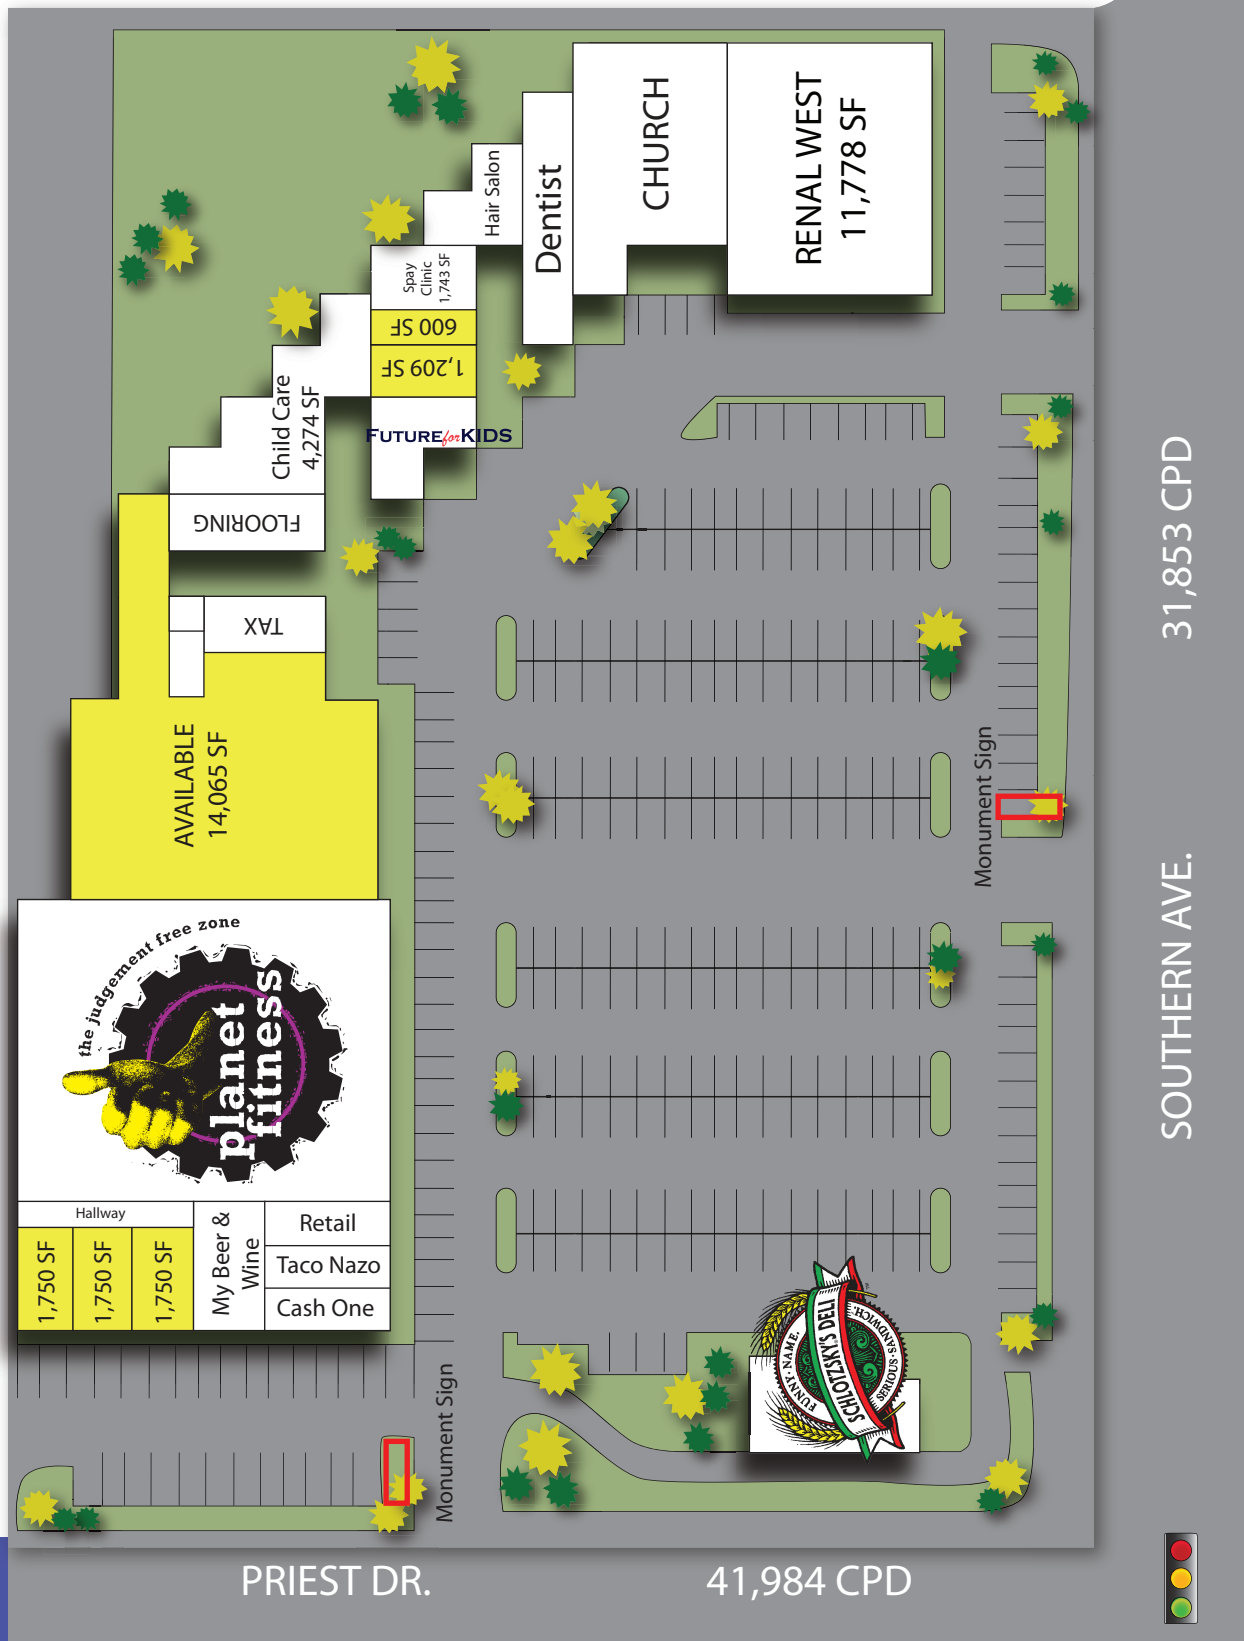 CHURCH
RENAL WEST
11,778 SF
Dentist
Hair Salon
Spay
Clinic
1,743 SF
600 SF
1,209 SF
FUTURE for KIDS
Child Care
4,274 SF
FLOORING
TAX
AVAILABLE
14,065 SF
the judgement free zone
planet
fitness
Hallway
1,750 SF
1,750 SF
1,750 SF
My Beer &
Wine
Retail
Taco Nazo
Cash One
Monument Sign
Monument Sign
FUNNY NAME.
SCHLOTZSKY'S DELI
SERIOUS SANDWICH.
TM
31,853 CPD
SOUTHERN AVE.
PRIEST DR.
41,984 CPD